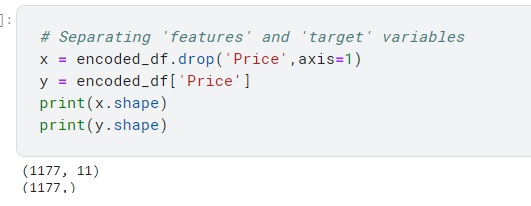 ]:
# Separating 'features' and 'target' variables
x = encoded_df.drop('Price',axis=1)
y = encoded_df['Price']
print(x.shape)
print(y.shape)
(1177, 11)
(1177,)